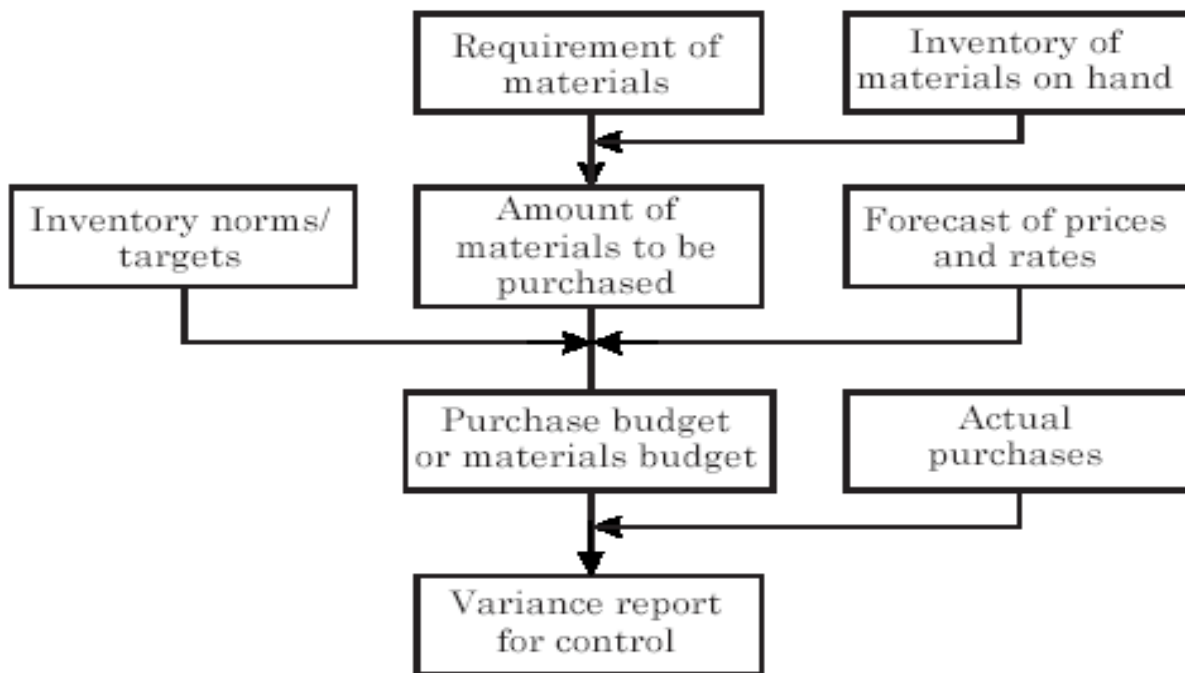 Requirement of
materials
Inventory of
materials on hand
Inventory norms/
targets
Amount of
materials to be
purchased
Forecast of prices
and rates
Purchase budget
or materials budget
Actual
purchases
Variance report
for control